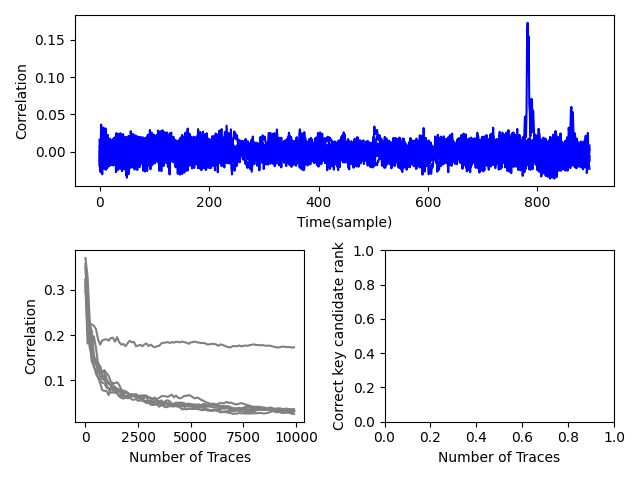 0.15
0.10
0.05
0.00
Correlation
0 200 400 600 800
Time(sample)
0.3
0.2
0.1
Correlation
0 2500 5000 7500 10000
Number of Traces
1.0
0.8
0.6
0.4
0.2
0.0
Correct key candidate rank
0.0 0.2 0.4 0.6 0.8 1.0
Number of Traces